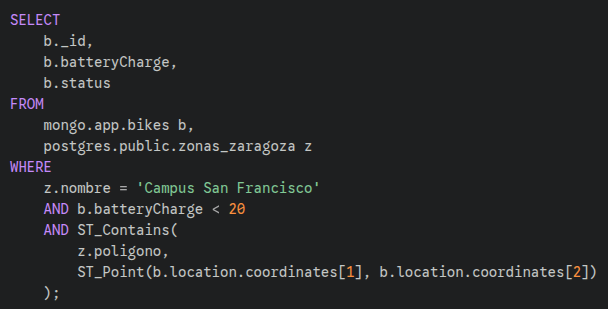 SELECT
    b._id,
    b.batteryCharge,
    b.status
FROM
    mongo.app.bikes b,
    postgres.public.zonas_zaragoza z
WHERE
    z.nombre = 'Campus San Francisco'
    AND b.batteryCharge < 20
    AND ST_Contains(
        z.poligono,
        ST_Point(b.location.coordinates[1], b.location.coordinates[2])
    );